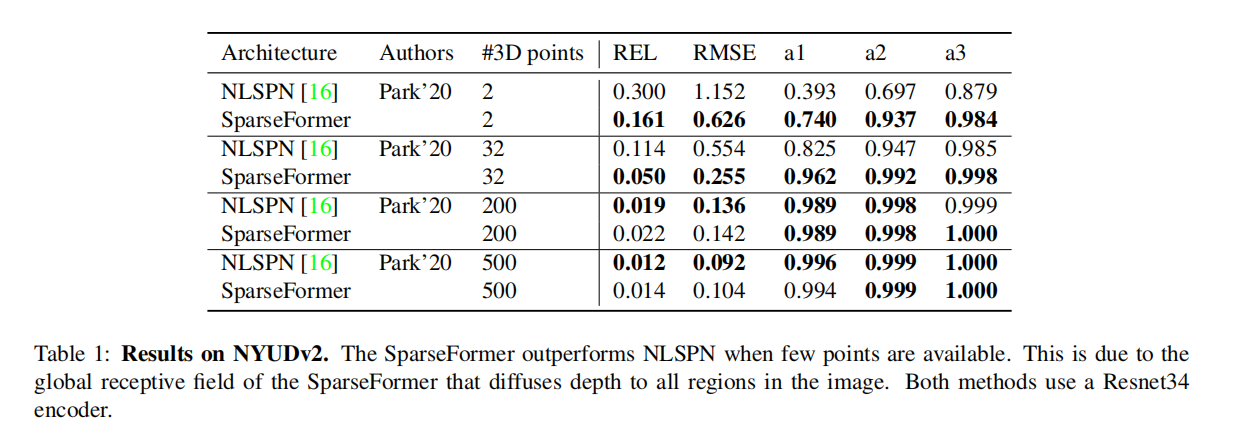 Architecture Authors #3D points REL RMSE a1 a2 a3
NLSPN [16] Park’20 2 0.300 1.152 0.393 0.697 0.879
SparseFormer 2 0.161 0.626 0.740 0.937 0.984
NLSPN [16] Park’20 32 0.114 0.554 0.825 0.947 0.985
SparseFormer 32 0.050 0.255 0.962 0.992 0.998
NLSPN [16] Park’20 200 0.019 0.136 0.989 0.998 0.999
SparseFormer 200 0.022 0.142 0.989 0.998 1.000
NLSPN [16] Park’20 500 0.012 0.092 0.996 0.999 1.000
SparseFormer 500 0.014 0.104 0.994 0.999 1.000
Table 1: Results on NYUDv2. The SparseFormer outperforms NLSPN when few points are available. This is due to the
global receptive field of the SparseFormer that diffuses depth to all regions in the image. Both methods use a Resnet34
encoder.